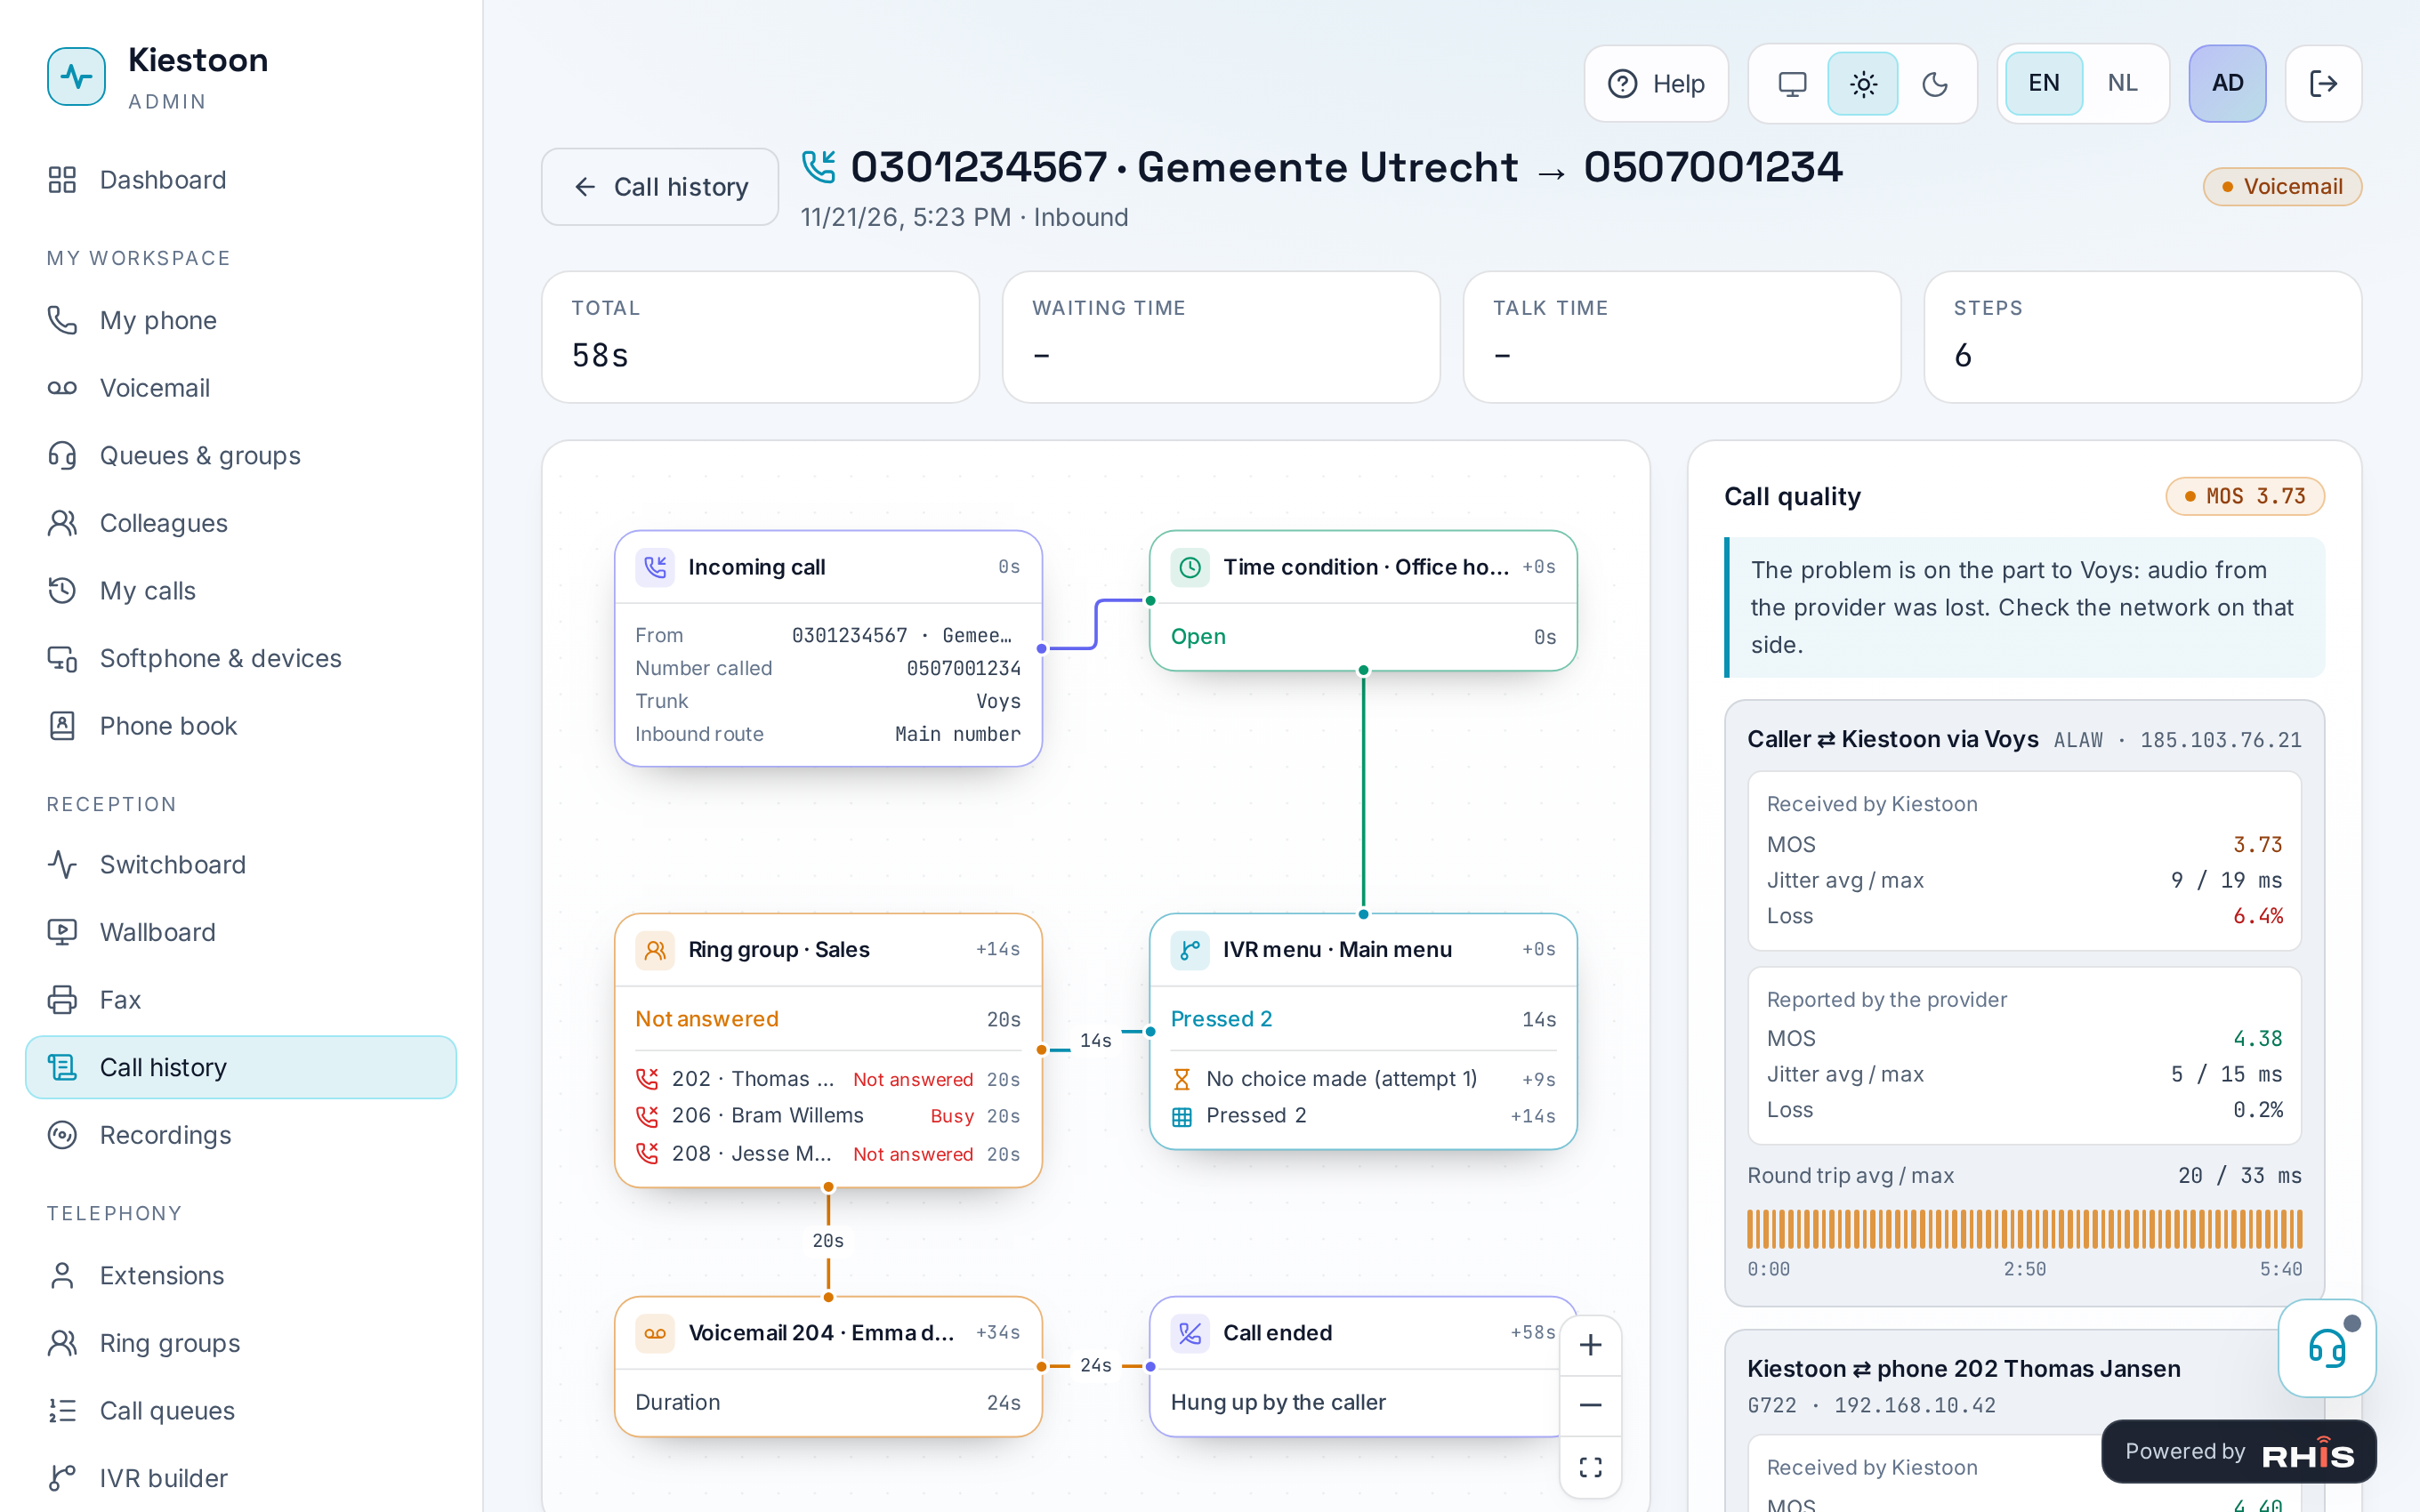 Kiestoon
ADMIN
Dashboard
MY WORKSPACE
My phone
Voicemail
Queues & groups
Colleagues
My calls
Softphone & devices
Phone book
RECEPTION
Switchboard
Wallboard
Fax
Call history
Recordings
TELEPHONY
Extensions
Ring groups
Call queues
IVR builder
Help
EN NL
AD
Call history
0301234567 · Gemeente Utrecht → 0507001234
11/21/26, 5:23 PM · Inbound
Voicemail
TOTAL
58s
WAITING TIME
–
TALK TIME
–
STEPS
6
Incoming call 0s
From 0301234567 · Gemee…
Number called 0507001234
Trunk Voys
Inbound route Main number
Time condition · Office ho… +0s
Open 0s
Ring group · Sales +14s
Not answered 20s
202 · Thomas … Not answered 20s
206 · Bram Willems Busy 20s
208 · Jesse M… Not answered 20s
14s
IVR menu · Main menu +0s
Pressed 2 14s
No choice made (attempt 1) +9s
Pressed 2 +14s
20s
Voicemail 204 · Emma d… +34s
Duration 24s
24s
Call ended +58s
Hung up by the caller
Call quality
MOS 3.73
The problem is on the part to Voys: audio from
the provider was lost. Check the network on that
side.
Caller ⇄ Kiestoon via Voys ALAW · 185.103.76.21
Received by Kiestoon
MOS 3.73
Jitter avg / max 9 / 19 ms
Loss 6.4%
Reported by the provider
MOS 4.38
Jitter avg / max 5 / 15 ms
Loss 0.2%
Round trip avg / max 20 / 33 ms
0:00 2:50 5:40
Kiestoon ⇄ phone 202 Thomas Jansen
G722 · 192.168.10.42
Received by Kiestoon
MOS 4.40
Powered by RHiS